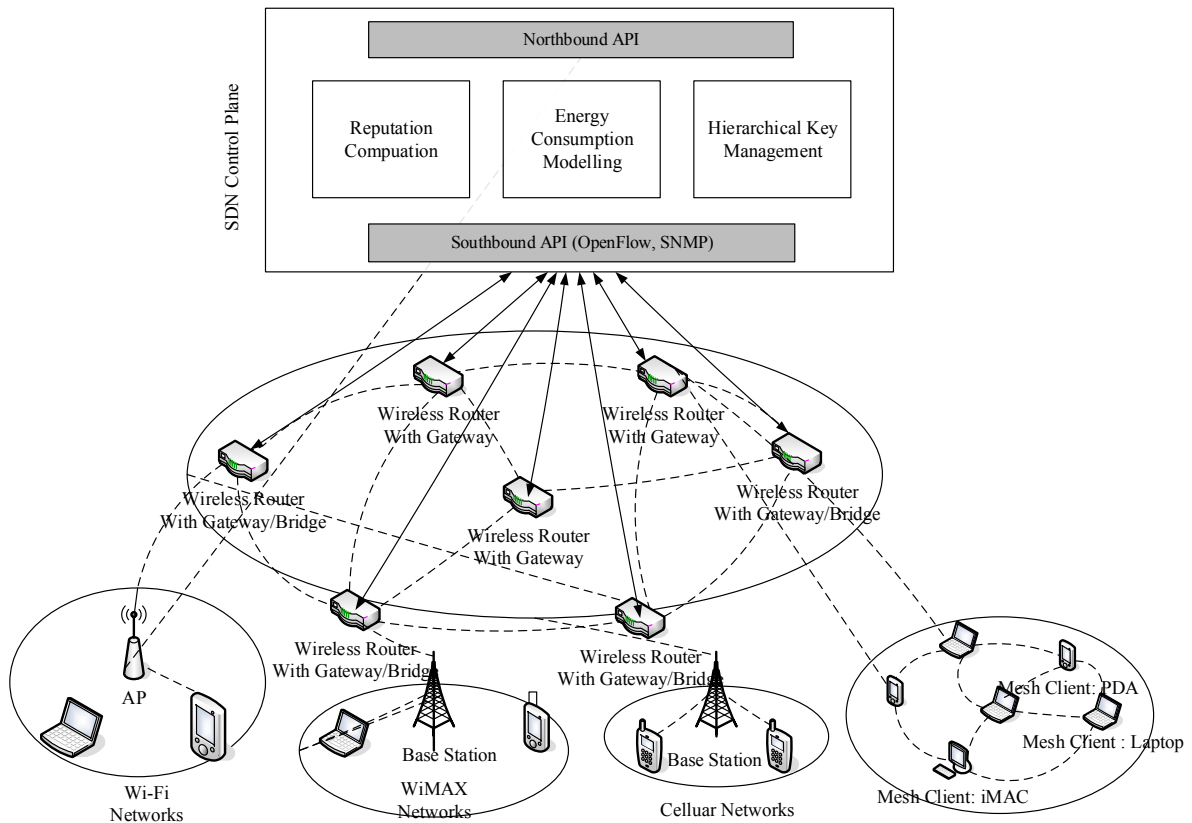 Northbound API
SDN Control Plane
Reputation
Compuation
Energy
Consumption
Modelling
Hierarchical Key
Management
Southbound API (OpenFlow, SNMP)
Wireless Router
With Gateway
Wireless Router
With Gateway
Wireless Router
With Gateway/Bridge
Wireless Router
With Gateway
Wireless Router
With Gateway/Bridge
Wireless Router
With Gateway/Bridge
Wireless Router
With Gateway/Bridge
AP
Wi-Fi
Networks
Base Station
WiMAX
Networks
Base Station
Celluar Networks
Mesh Client: PDA
Mesh Client : Laptop
Mesh Client: iMAC